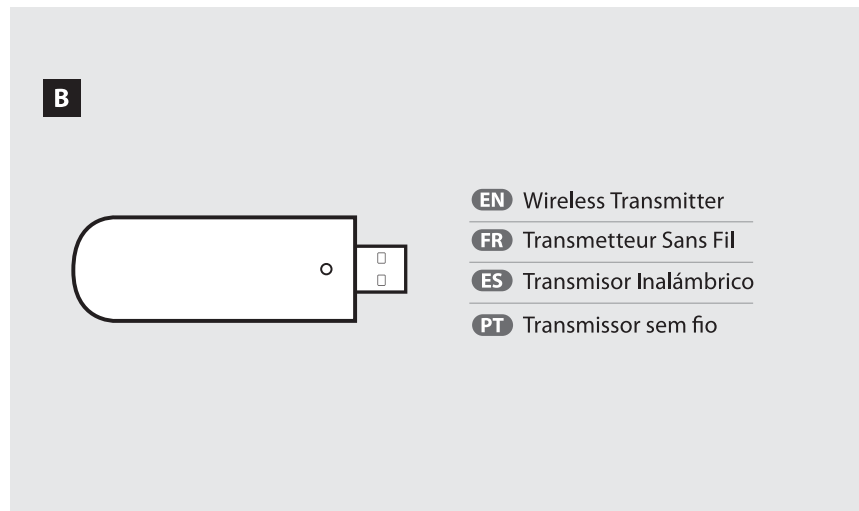 B
EN Wireless Transmitter
FR Transmetteur Sans Fil
ES Transmisor Inalámbrico
PT Transmissor sem fio